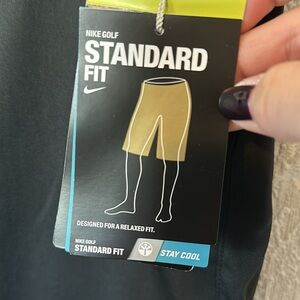 NIKE GOLF
STANDARD
FIT
DESIGNED FOR A RELAXED FIT.
NIKE GOLF
STANDARD FIT
STAY COOL